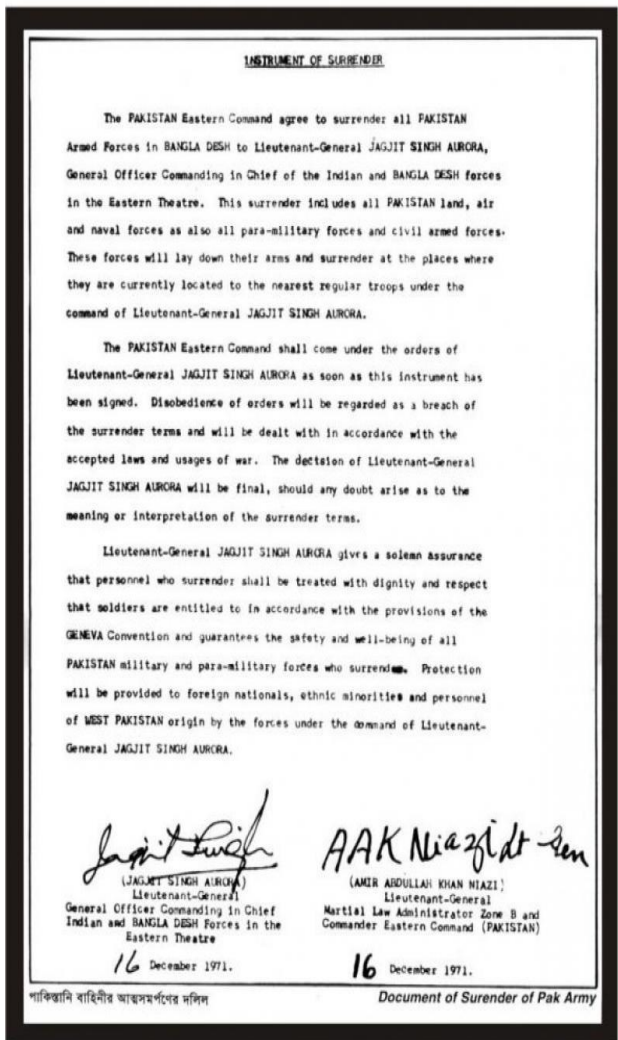 INSTRUMENT OF SURRENDER
The PAKISTAN Eastern Command agree to surrender all PAKISTAN
Armed Forces in BANGLA DESH to Lieutenant-General JAGJIT SINGH AURORA,
General Officer Commanding in Chief of the Indian and BANGLA DESH forces
in the Eastern Theatre. This surrender includes all PAKISTAN land, air
and naval forces as also all para-military forces and civil armed forces.
These forces will lay down their arms and surrender at the places where
they are currently located to the nearest regular troops under the
command of Lieutenant-General JAGJIT SINGH AURORA.
The PAKISTAN Eastern Command shall come under the orders of
Lieutenant-General JAGJIT SINGH AURORA as soon as this instrument has
been signed. Disobedience of orders will be regarded as a breach of
the surrender terms and will be dealt with in accordance with the
accepted laws and usages of war. The decision of Lieutenant-General
JAGJIT SINGH AURORA will be final, should any doubt arise as to the
meaning or interpretation of the surrender terms.
Lieutenant-General JAGJIT SINGH AURORA gives a solemn assurance
that personnel who surrender shall be treated with dignity and respect
that soldiers are entitled to in accordance with the provisions of the
GENEVA Convention and guarantees the safety and well-being of all
PAKISTAN military and para-military forces who surrender. Protection
will be provided to foreign nationals, ethnic minorities and personnel
of WEST PAKISTAN origin by the forces under the command of Lieutenant-
General JAGJIT SINGH AURORA.
Jagjit Singh
AAK Niazi Lt Gen
(JAGJIT SINGH AURORA)
Lieutenant-General
General Officer Commanding in Chief
Indian and BANGLA DESH Forces in the
Eastern Theatre
16 December 1971.
(AMIR ABDULLAH KHAN NIAZI)
Lieutenant-General
Martial Law Administrator Zone B and
Commander Eastern Command (PAKISTAN)
16 December 1971.
পাকিস্তানি বাহিনীর আত্মসমর্পণের দলিল
Document of Surender of Pak Army